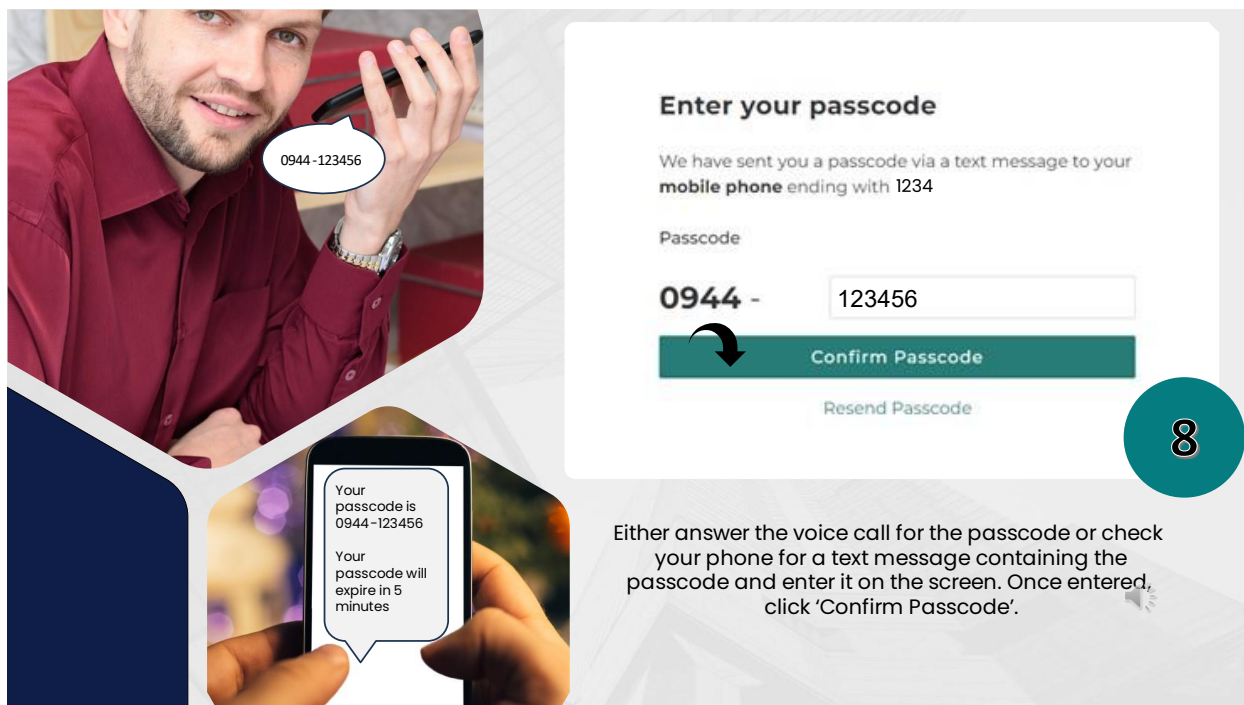 0944-123456
Enter your passcode
We have sent you a passcode via a text message to your
mobile phone ending with 1234
Passcode
0944 - 123456
Confirm Passcode
Resend Passcode
8
Your
passcode is
0944-123456
Your
passcode will
expire in 5
minutes
Either answer the voice call for the passcode or check
your phone for a text message containing the
passcode and enter it on the screen. Once entered,
click ‘Confirm Passcode’.